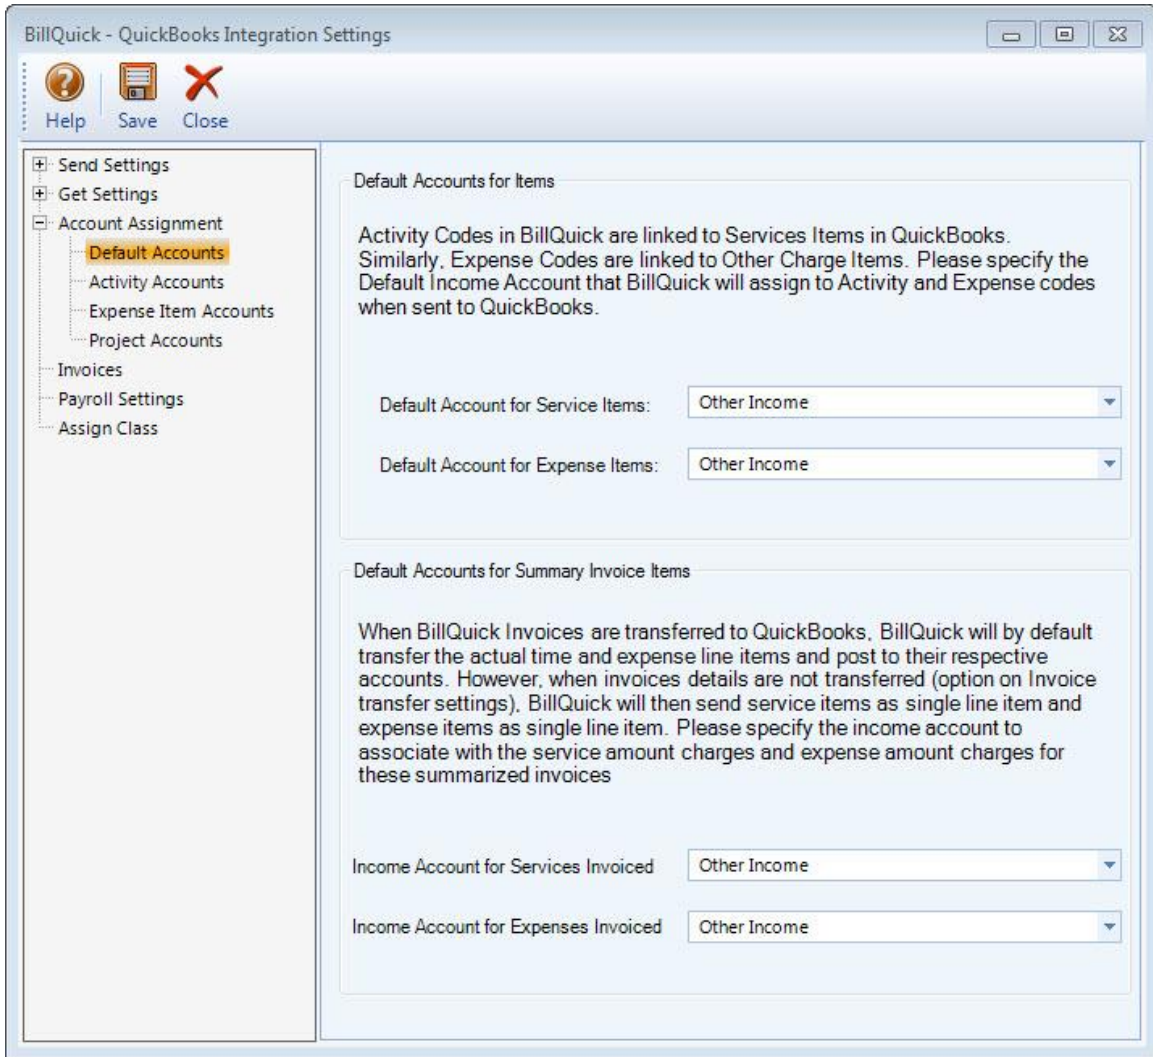 BillQuick - QuickBooks Integration Settings
Help Save Close
Send Settings
Get Settings
Account Assignment
Default Accounts
Activity Accounts
Expense Item Accounts
Project Accounts
Invoices
Payroll Settings
Assign Class
Default Accounts for Items
Activity Codes in BillQuick are linked to Services Items in QuickBooks.
Similarly, Expense Codes are linked to Other Charge Items. Please specify the
Default Income Account that BillQuick will assign to Activity and Expense codes
when sent to QuickBooks.
Default Account for Service Items: Other Income
Default Account for Expense Items: Other Income
Default Accounts for Summary Invoice Items
When BillQuick Invoices are transferred to QuickBooks, BillQuick will by default
transfer the actual time and expense line items and post to their respective
accounts. However, when invoices details are not transferred (option on Invoice
transfer settings), BillQuick will then send service items as single line item and
expense items as single line item. Please specify the income account to
associate with the service amount charges and expense amount charges for
these summarized invoices
Income Account for Services Invoiced Other Income
Income Account for Expenses Invoiced Other Income